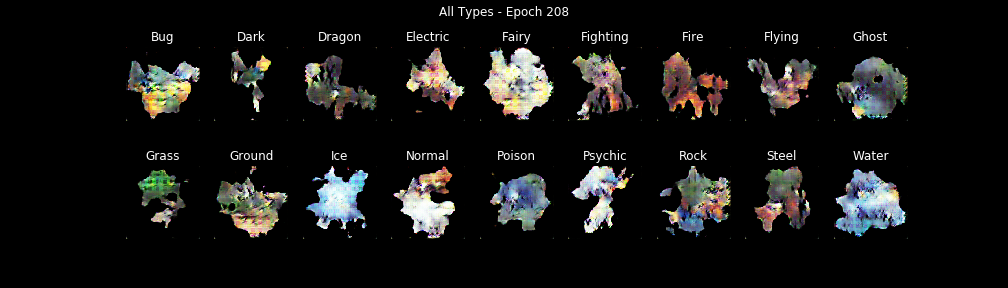 All Types - Epoch 208
Bug Dark Dragon Electric Fairy Fighting Fire Flying Ghost
Grass Ground Ice Normal Poison Psychic Rock Steel Water